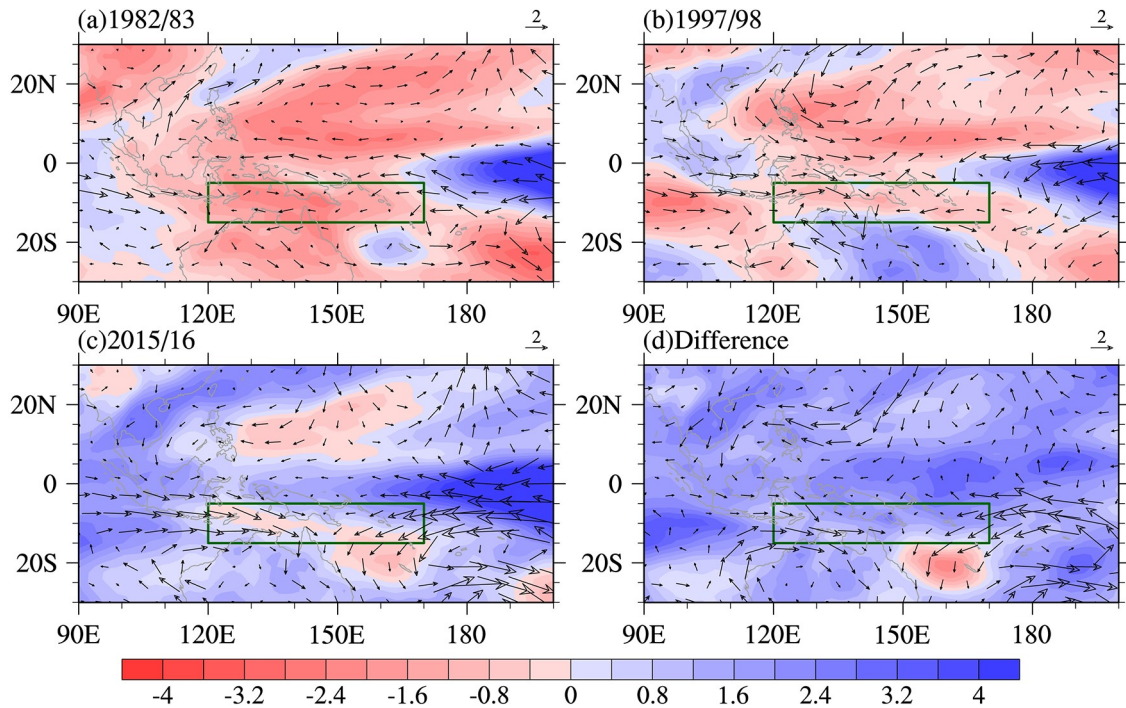 (a)1982/83 2 (b)1997/98 2
20N 20N
0 0
20S 20S
90E 120E 150E 180 90E 120E 150E 180
(c)2015/16 2 (d)Difference 2
20N 20N
0 0
20S 20S
90E 120E 150E 180 90E 120E 150E 180
-4 -3.2 -2.4 -1.6 -0.8 0 0.8 1.6 2.4 3.2 4